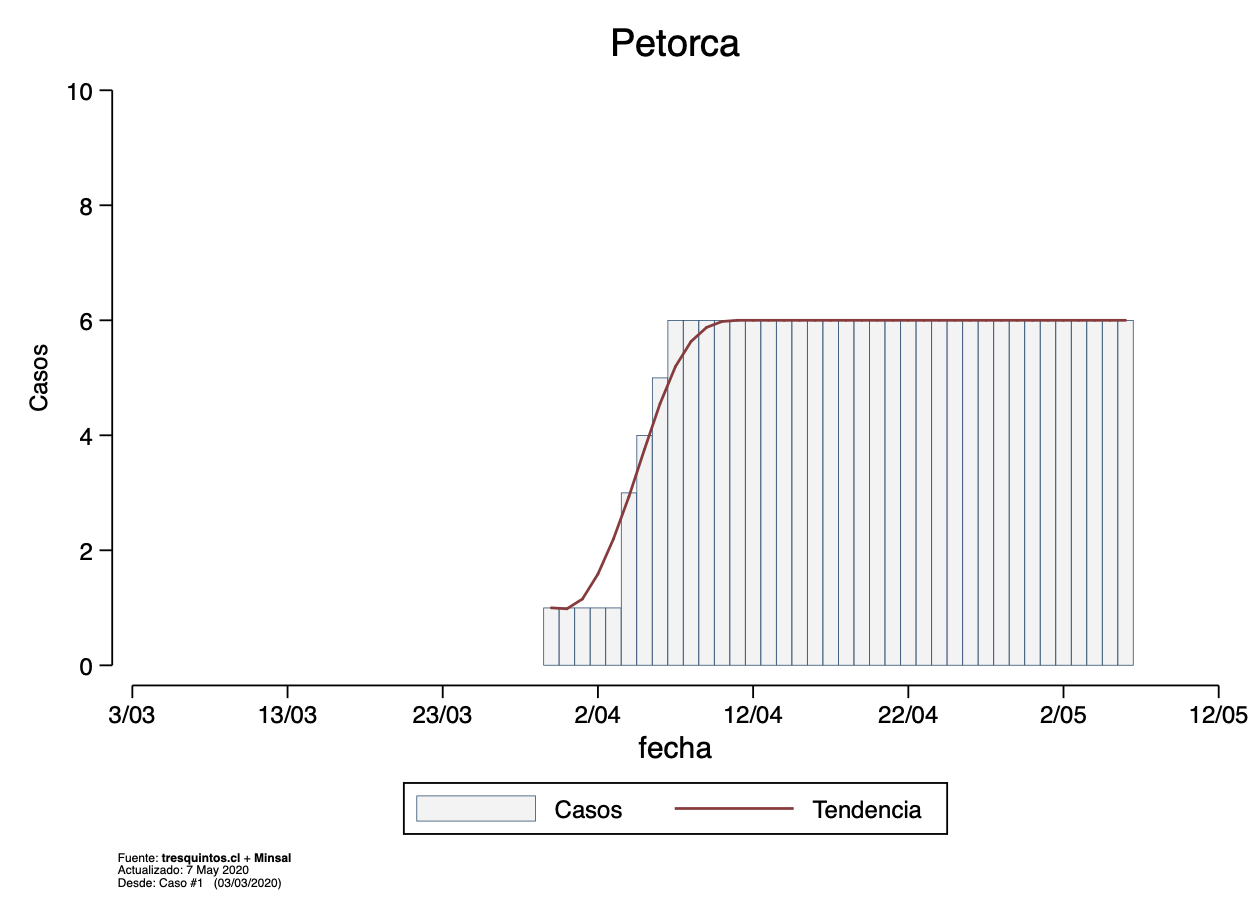 Petorca
10
8
6
4
2
0
Casos
3/03 13/03 23/03 2/04 12/04 22/04 2/05 12/05
fecha
Casos Tendencia
Fuente: tresquintos.cl + Minsal
Actualizado: 7 May 2020
Desde: Caso #1 (03/03/2020)